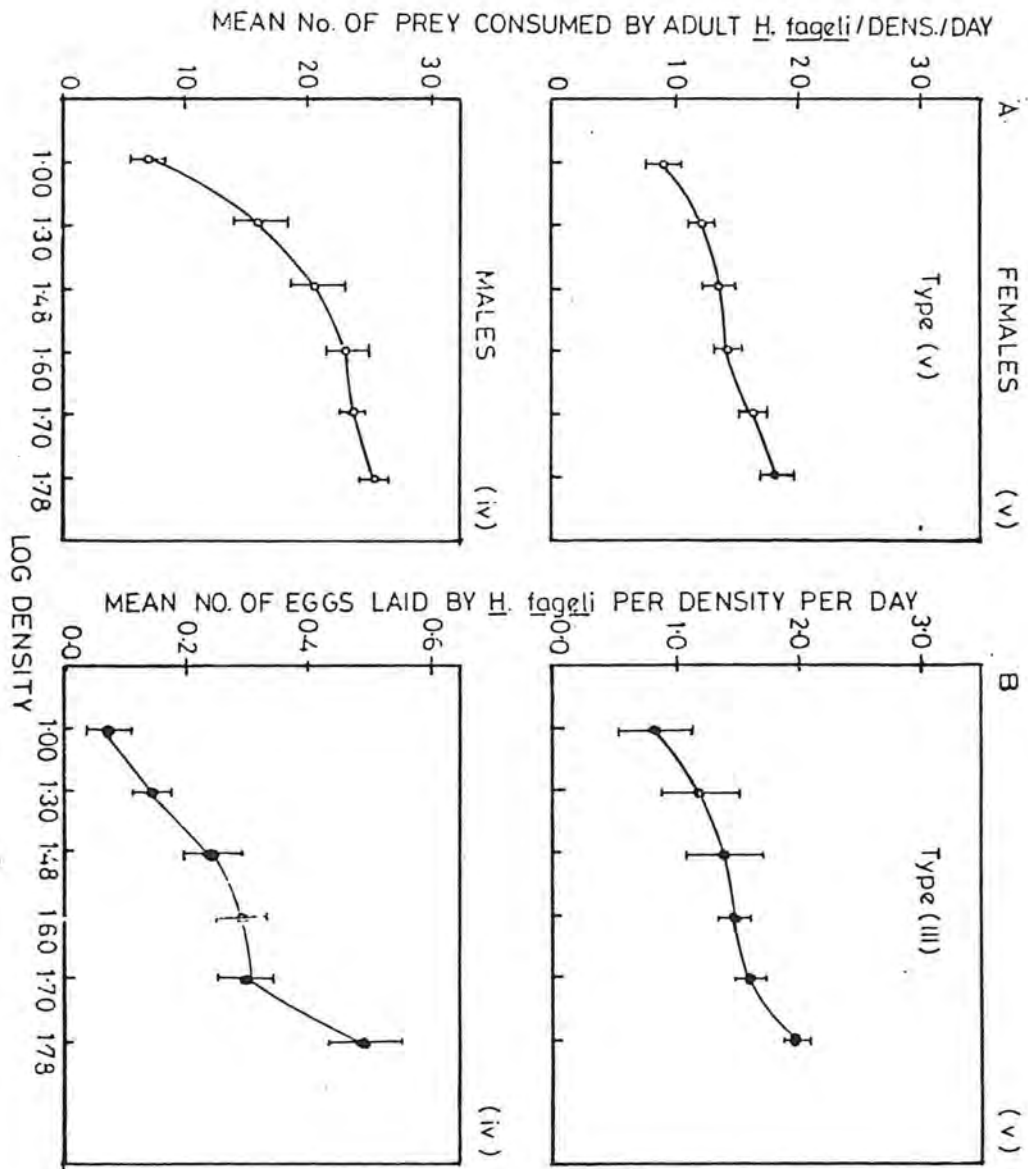 MEAN No. OF PREY CONSUMED BY ADULT H. fageli/DENS./DAY
A.
FEMALES
(v)
Type (v)
30
20
10
0
MALES
(iv)
30
20
10
0
1·00 1·30 1·48 1·60 1·70 1·78
LOG DENSITY
MEAN NO. OF EGGS LAID BY H. fageli PER DENSITY PER DAY
B
(v)
Type (III)
3·0
2·0
1·0
0·0
(iv)
0·6
0·4
0·2
0·0
1·00 1·30 1·48 1·60 1·70 1·78